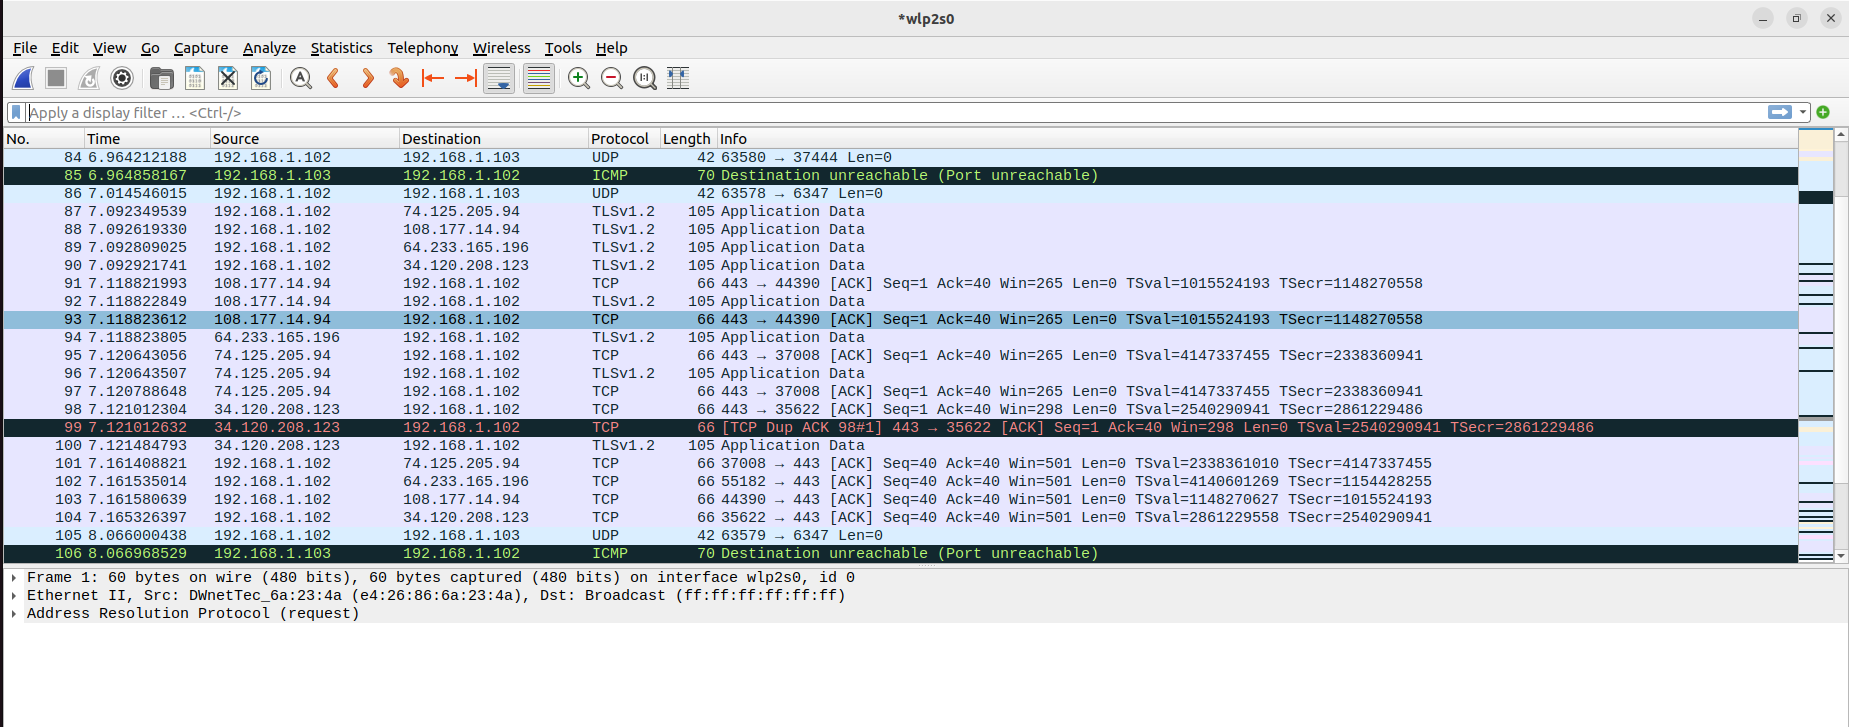 *wlp2s0
File Edit View Go Capture Analyze Statistics Telephony Wireless Tools Help
Apply a display filter … <Ctrl-/>
No. Time Source Destination Protocol Length Info
84 6.964212188 192.168.1.102 192.168.1.103 UDP 42 63580 → 37444 Len=0
85 6.964858167 192.168.1.103 192.168.1.102 ICMP 70 Destination unreachable (Port unreachable)
86 7.014546015 192.168.1.102 192.168.1.103 UDP 42 63578 → 6347 Len=0
87 7.092349539 192.168.1.102 74.125.205.94 TLSv1.2 105 Application Data
88 7.092619330 192.168.1.102 108.177.14.94 TLSv1.2 105 Application Data
89 7.092809025 192.168.1.102 64.233.165.196 TLSv1.2 105 Application Data
90 7.092921741 192.168.1.102 34.120.208.123 TLSv1.2 105 Application Data
91 7.118821993 108.177.14.94 192.168.1.102 TCP 66 443 → 44390 [ACK] Seq=1 Ack=40 Win=265 Len=0 TSval=1015524193 TSecr=1148270558
92 7.118822849 108.177.14.94 192.168.1.102 TLSv1.2 105 Application Data
93 7.118823612 108.177.14.94 192.168.1.102 TCP 66 443 → 44390 [ACK] Seq=1 Ack=40 Win=265 Len=0 TSval=1015524193 TSecr=1148270558
94 7.118823805 64.233.165.196 192.168.1.102 TLSv1.2 105 Application Data
95 7.120643056 74.125.205.94 192.168.1.102 TCP 66 443 → 37008 [ACK] Seq=1 Ack=40 Win=265 Len=0 TSval=4147337455 TSecr=2338360941
96 7.120643507 74.125.205.94 192.168.1.102 TLSv1.2 105 Application Data
97 7.120788648 74.125.205.94 192.168.1.102 TCP 66 443 → 37008 [ACK] Seq=1 Ack=40 Win=265 Len=0 TSval=4147337455 TSecr=2338360941
98 7.121012304 34.120.208.123 192.168.1.102 TCP 66 443 → 35622 [ACK] Seq=1 Ack=40 Win=298 Len=0 TSval=2540290941 TSecr=2861229486
99 7.121012632 34.120.208.123 192.168.1.102 TCP 66 [TCP Dup ACK 98#1] 443 → 35622 [ACK] Seq=1 Ack=40 Win=298 Len=0 TSval=2540290941 TSecr=2861229486
100 7.121484793 34.120.208.123 192.168.1.102 TLSv1.2 105 Application Data
101 7.161408821 192.168.1.102 74.125.205.94 TCP 66 37008 → 443 [ACK] Seq=40 Ack=40 Win=501 Len=0 TSval=2338361010 TSecr=4147337455
102 7.161535014 192.168.1.102 64.233.165.196 TCP 66 55182 → 443 [ACK] Seq=40 Ack=40 Win=501 Len=0 TSval=4140601269 TSecr=1154428255
103 7.161580639 192.168.1.102 108.177.14.94 TCP 66 44390 → 443 [ACK] Seq=40 Ack=40 Win=501 Len=0 TSval=1148270627 TSecr=1015524193
104 7.165326397 192.168.1.102 34.120.208.123 TCP 66 35622 → 443 [ACK] Seq=40 Ack=40 Win=501 Len=0 TSval=2861229558 TSecr=2540290941
105 8.066000438 192.168.1.102 192.168.1.103 UDP 42 63579 → 6347 Len=0
106 8.066968529 192.168.1.103 192.168.1.102 ICMP 70 Destination unreachable (Port unreachable)
Frame 1: 60 bytes on wire (480 bits), 60 bytes captured (480 bits) on interface wlp2s0, id 0
Ethernet II, Src: DWnetTec_6a:23:4a (e4:26:86:6a:23:4a), Dst: Broadcast (ff:ff:ff:ff:ff:ff)
Address Resolution Protocol (request)